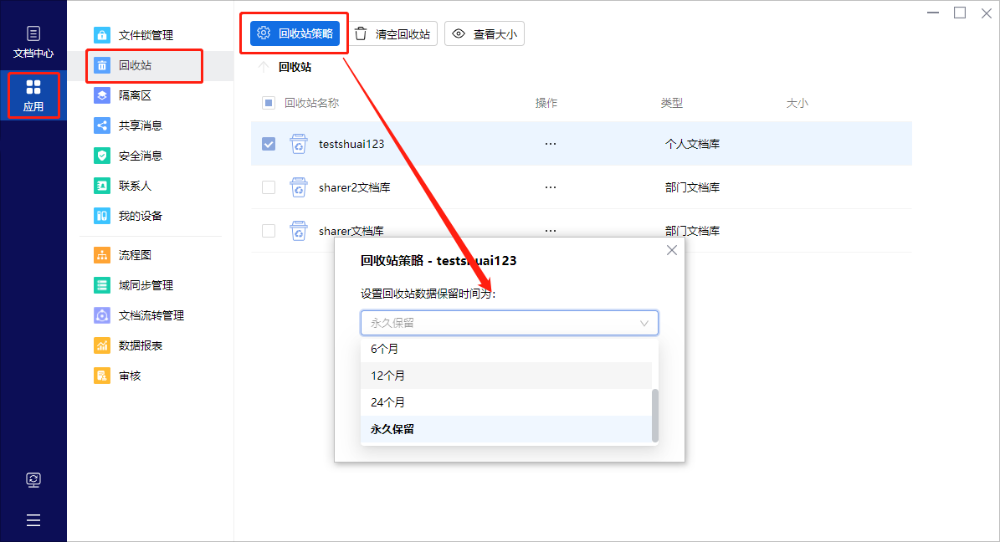 文档中心
应用
文件锁管理
回收站
隔离区
共享消息
安全消息
联系人
我的设备
流程图
域同步管理
文档流转管理
数据报表
审核
回收站策略 清空回收站 查看大小
回收站
回收站名称 操作 类型 大小
testshuai123 ··· 个人文档库
sharer2文档库 ··· 部门文档库
sharer文档库 ··· 部门文档库
回收站策略 - testshuai123
设置回收站数据保留时间为:
永久保留
6个月
12个月
24个月
永久保留